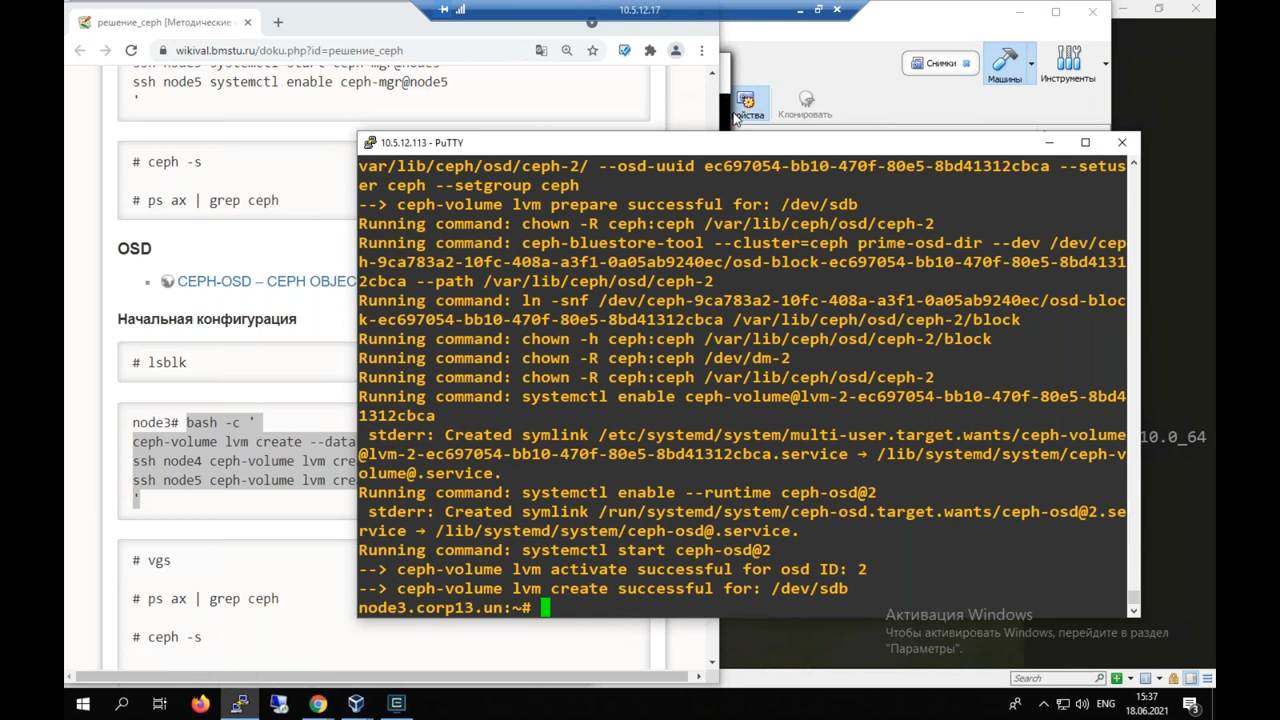 10.5.12.17
решение_ceph [Методические
wikival.bmstu.ru/doku.php?id=решение_ceph
Снимки
Машины
Инструменты
Клонировать
ssh node5 systemctl enable ceph-mgr@node5
'
# ceph -s
# ps ax | grep ceph
OSD
CEPH-OSD – CEPH OBJEC
Начальная конфигурация
# lsblk
node3# bash -c '
ceph-volume lvm create --data
ssh node4 ceph-volume lvm cre
ssh node5 ceph-volume lvm cre
'
# vgs
# ps ax | grep ceph
# ceph -s
10.5.12.113 - PuTTY
var/lib/ceph/osd/ceph-2/ --osd-uuid ec697054-bb10-470f-80e5-8bd41312cbca --setus
er ceph --setgroup ceph
--> ceph-volume lvm prepare successful for: /dev/sdb
Running command: chown -R ceph:ceph /var/lib/ceph/osd/ceph-2
Running command: ceph-bluestore-tool --cluster=ceph prime-osd-dir --dev /dev/cep
h-9ca783a2-10fc-408a-a3f1-0a05ab9240ec/osd-block-ec697054-bb10-470f-80e5-8bd4131
2cbca --path /var/lib/ceph/osd/ceph-2
Running command: ln -snf /dev/ceph-9ca783a2-10fc-408a-a3f1-0a05ab9240ec/osd-bloc
k-ec697054-bb10-470f-80e5-8bd41312cbca /var/lib/ceph/osd/ceph-2/block
Running command: chown -h ceph:ceph /var/lib/ceph/osd/ceph-2/block
Running command: chown -R ceph:ceph /dev/dm-2
Running command: chown -R ceph:ceph /var/lib/ceph/osd/ceph-2
Running command: systemctl enable ceph-volume@lvm-2-ec697054-bb10-470f-80e5-8bd4
1312cbca
stderr: Created symlink /etc/systemd/system/multi-user.target.wants/ceph-volume
@lvm-2-ec697054-bb10-470f-80e5-8bd41312cbca.service → /lib/systemd/system/ceph-v
olume@.service.
Running command: systemctl enable --runtime ceph-osd@2
stderr: Created symlink /run/systemd/system/ceph-osd.target.wants/ceph-osd@2.se
rvice → /lib/systemd/system/ceph-osd@.service.
Running command: systemctl start ceph-osd@2
--> ceph-volume lvm activate successful for osd ID: 2
--> ceph-volume lvm create successful for: /dev/sdb
node3.corp13.un:~#
10.0_64
Активация Windows
Чтобы активировать Windows, перейдите в раздел
"Параметры".
Search
ENG
15:37
18.06.2021
3